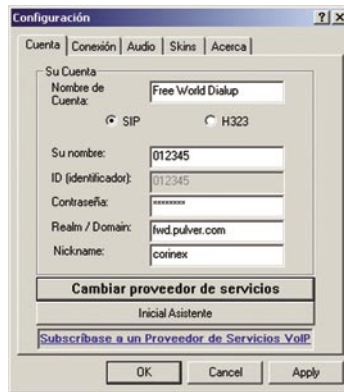 Configuración
Cuenta Conexión Audio Skins Acerca
Su Cuenta
Nombre de Cuenta: Free World Dialup
SIP H323
Su nombre: 012345
ID (identificador): 012345
Contraseña: ********
Realm / Domain: fwd.pulver.com
Nickname: corinex
Cambiar proveedor de servicios
Inicial Asistente
Subscríbase a un Proveedor de Servicios VoIP
OK Cancel Apply